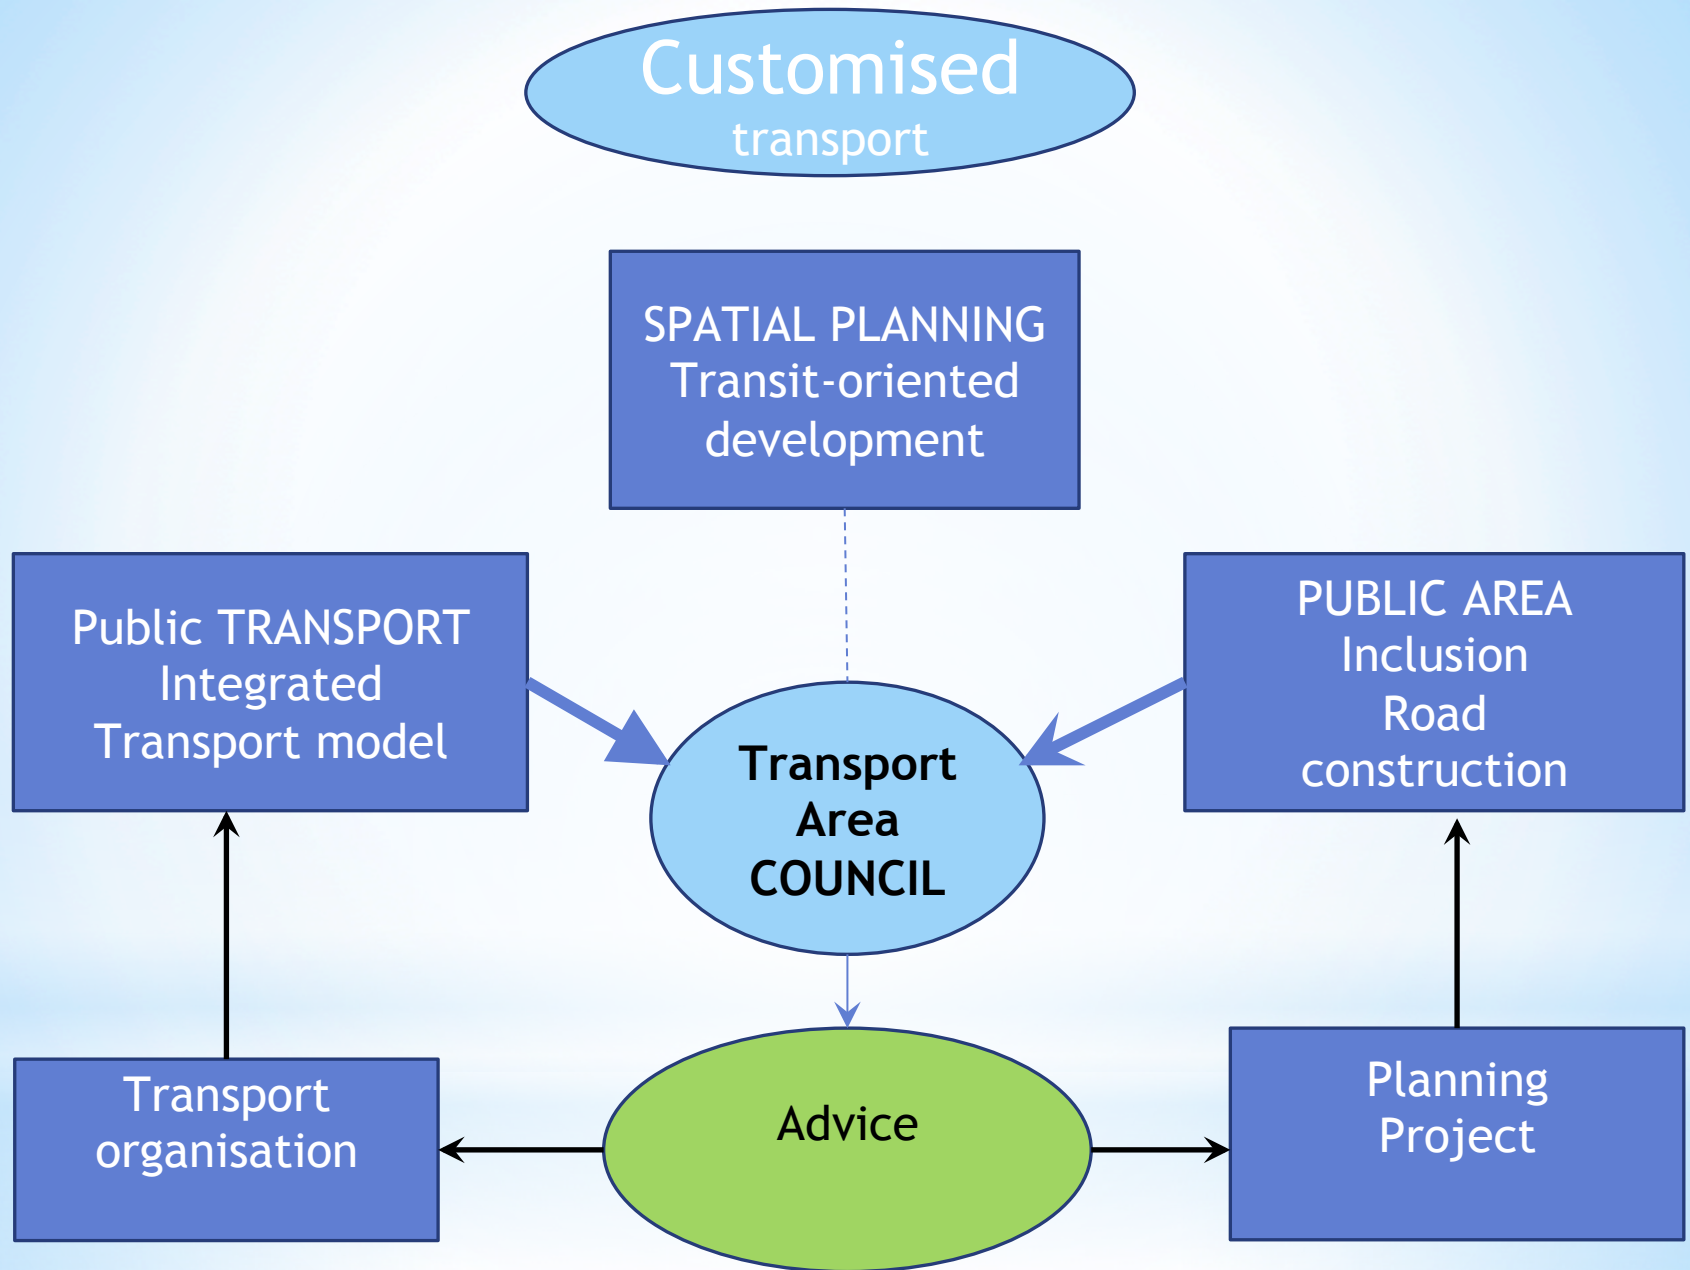 Customised
transport
SPATIAL PLANNING
Transit-oriented
development
Public TRANSPORT
Integrated
Transport model
PUBLIC AREA
Inclusion
Road
construction
Transport
Area
COUNCIL
Transport
organisation
Advice
Planning
Project